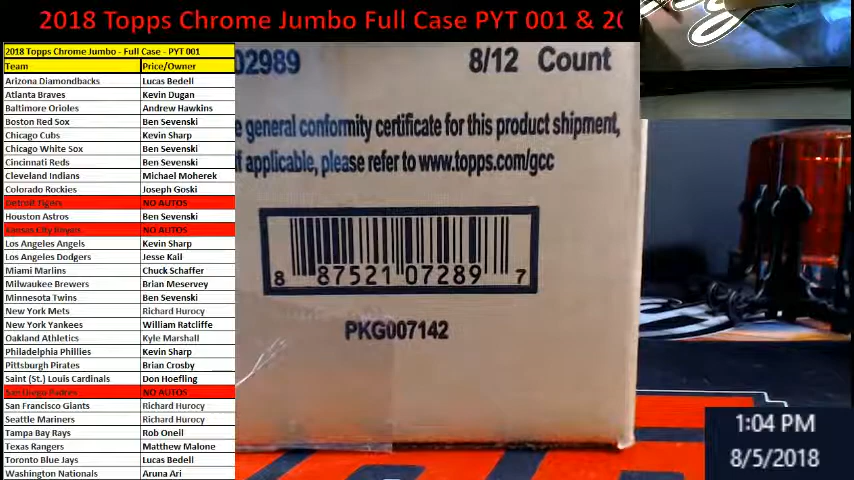 2018 Topps Chrome Jumbo Full Case PYT 001 & 20
2018 Topps Chrome Jumbo - Full Case - PYT 001
Team Price/Owner
Arizona Diamondbacks Lucas Bedell
Atlanta Braves Kevin Dugan
Baltimore Orioles Andrew Hawkins
Boston Red Sox Ben Sevenski
Chicago Cubs Kevin Sharp
Chicago White Sox Ben Sevenski
Cincinnati Reds Ben Sevenski
Cleveland Indians Michael Moherek
Colorado Rockies Joseph Goski
Detroit Tigers NO AUTOS
Houston Astros Ben Sevenski
Kansas City Royals NO AUTOS
Los Angeles Angels Kevin Sharp
Los Angeles Dodgers Jesse Kail
Miami Marlins Chuck Schaffer
Milwaukee Brewers Brian Meservey
Minnesota Twins Ben Sevenski
New York Mets Richard Hurocy
New York Yankees William Ratcliffe
Oakland Athletics Kyle Marshall
Philadelphia Phillies Kevin Sharp
Pittsburgh Pirates Brian Crosby
Saint (St.) Louis Cardinals Don Hoefling
San Diego Padres NO AUTOS
San Francisco Giants Richard Hurocy
Seattle Mariners Richard Hurocy
Tampa Bay Rays Rob Onell
Texas Rangers Matthew Malone
Toronto Blue Jays Lucas Bedell
Washington Nationals Aruna Ari
02989 8/12 Count
e general conformity certificate for this product shipment,
if applicable, please refer to www.topps.com/gcc
8 87521 07289 7
PKG007142
1:04 PM
8/5/2018